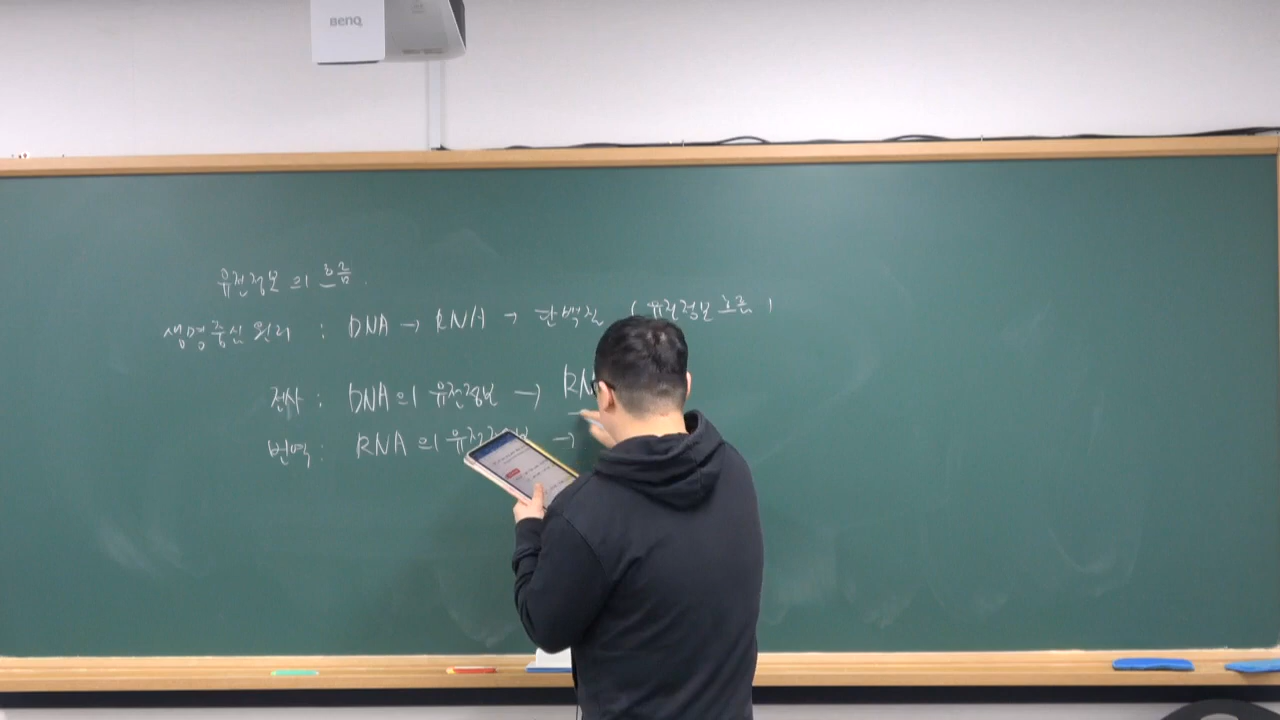 BenQ
유전정보의 흐름.
생명중심원리 : DNA → RNA → 단백질 (유전정보 흐름)
전사 : DNA의 유전정보 → RN
번역 : RNA의 유전정보 →